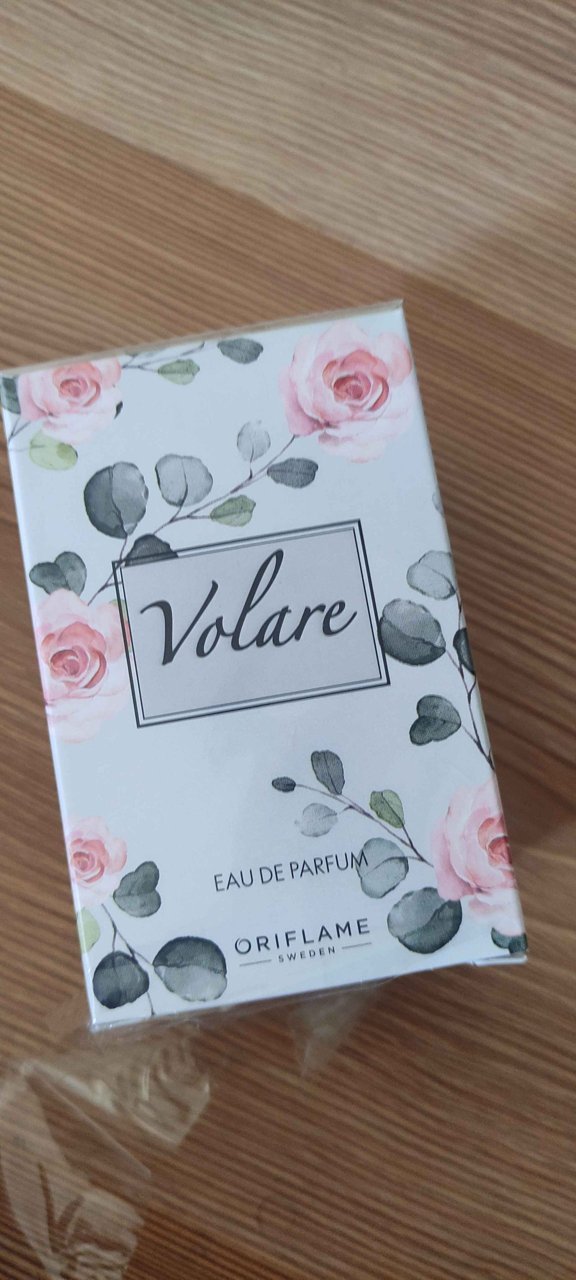 Volare
EAU DE PARFUM
ORIFLAME
SWEDEN